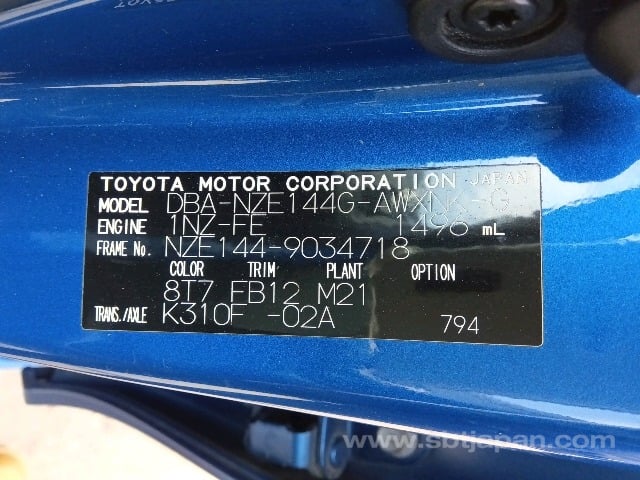 TOYOTA MOTOR CORPORATION JAPAN
MODEL DBA-NZE144G-AWXNK-G
ENGINE 1NZ-FE 1496 mL
FRAME No. NZE144-9034718
COLOR TRIM PLANT OPTION
8T7 FB12 M21
TRANS./AXLE K310F -02A 794
www.sbtjapan.com